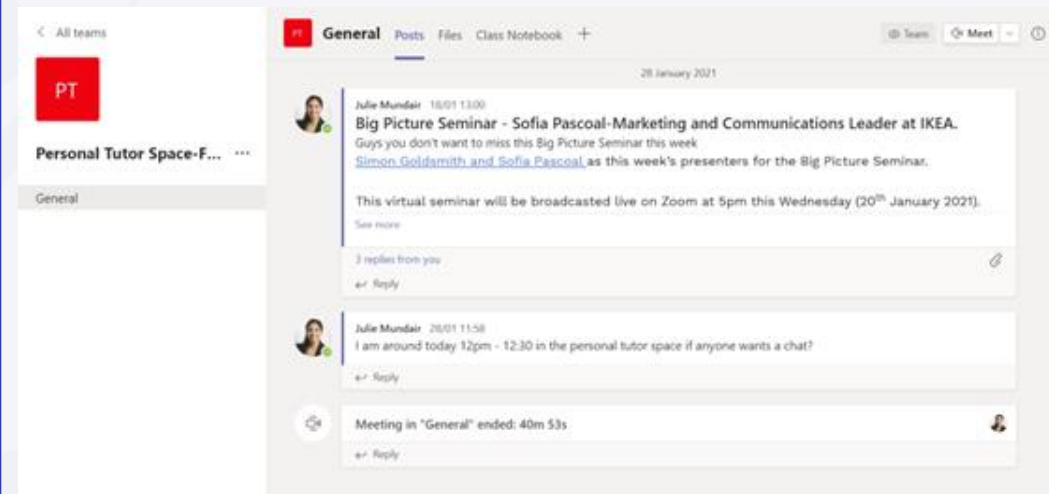 All teams
PT
Personal Tutor Space-F... ...
General
PT General Posts Files Class Notebook +
Team Meet
28 January 2021
Julie Mundair 18/01 13:00
Big Picture Seminar - Sofia Pascoal-Marketing and Communications Leader at IKEA.
Guys you don't want to miss this Big Picture Seminar this week
Simon Goldsmith and Sofia Pascoal as this week's presenters for the Big Picture Seminar.
This virtual seminar will be broadcasted live on Zoom at 5pm this Wednesday (20th January 2021).
See more
3 replies from you
Reply
Julie Mundair 28/01 11:58
I am around today 12pm - 12:30 in the personal tutor space if anyone wants a chat?
Reply
Meeting in "General" ended: 40m 53s
Reply